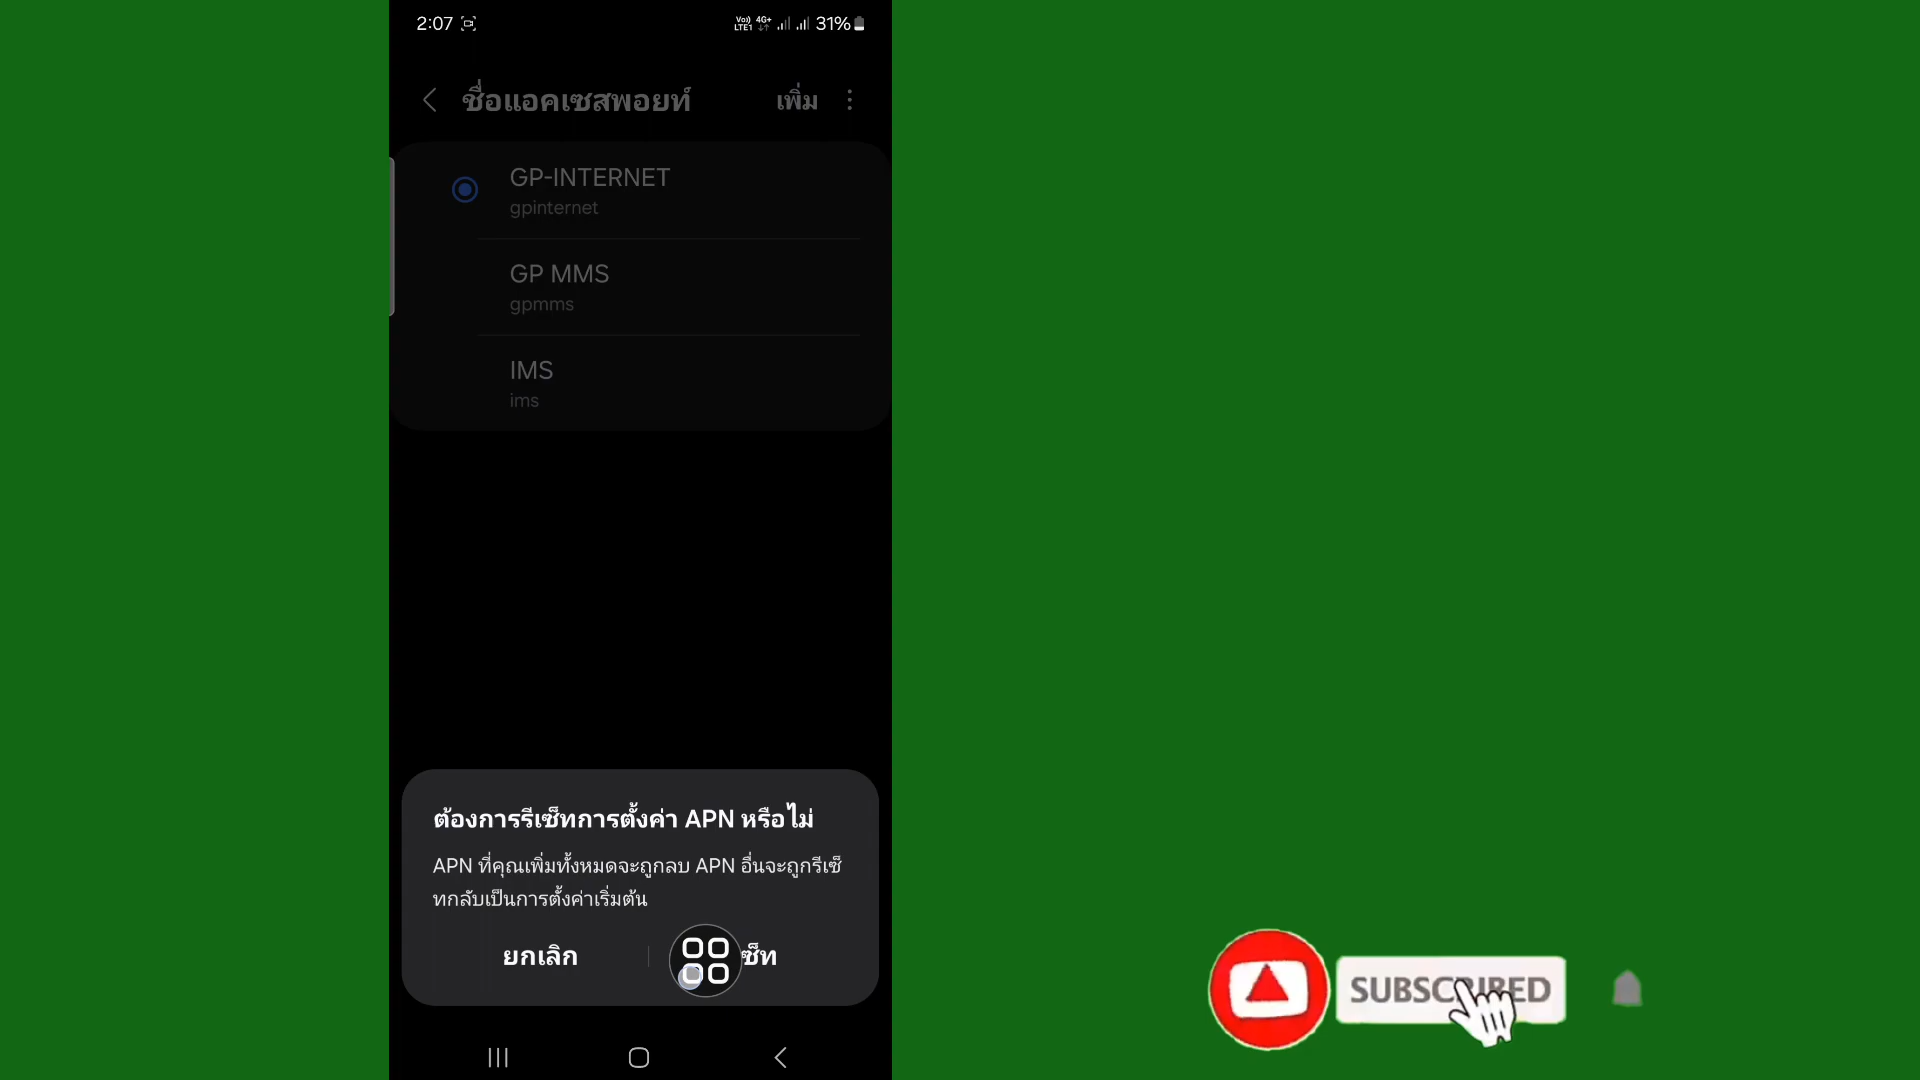 2:07
Vo) 4G+ 31%
LTE1
ชื่อแอคเซสพอยท์ เพิ่ม
GP-INTERNET
gpinternet
GP MMS
gpmms
IMS
ims
ต้องการรีเซ็ทการตั้งค่า APN หรือไม่
APN ที่คุณเพิ่มทั้งหมดจะถูกลบ APN อื่นจะถูกรีเซ็
ทกลับเป็นการตั้งค่าเริ่มต้น
ยกเลิก ซ็ท
SUBSCRIBED